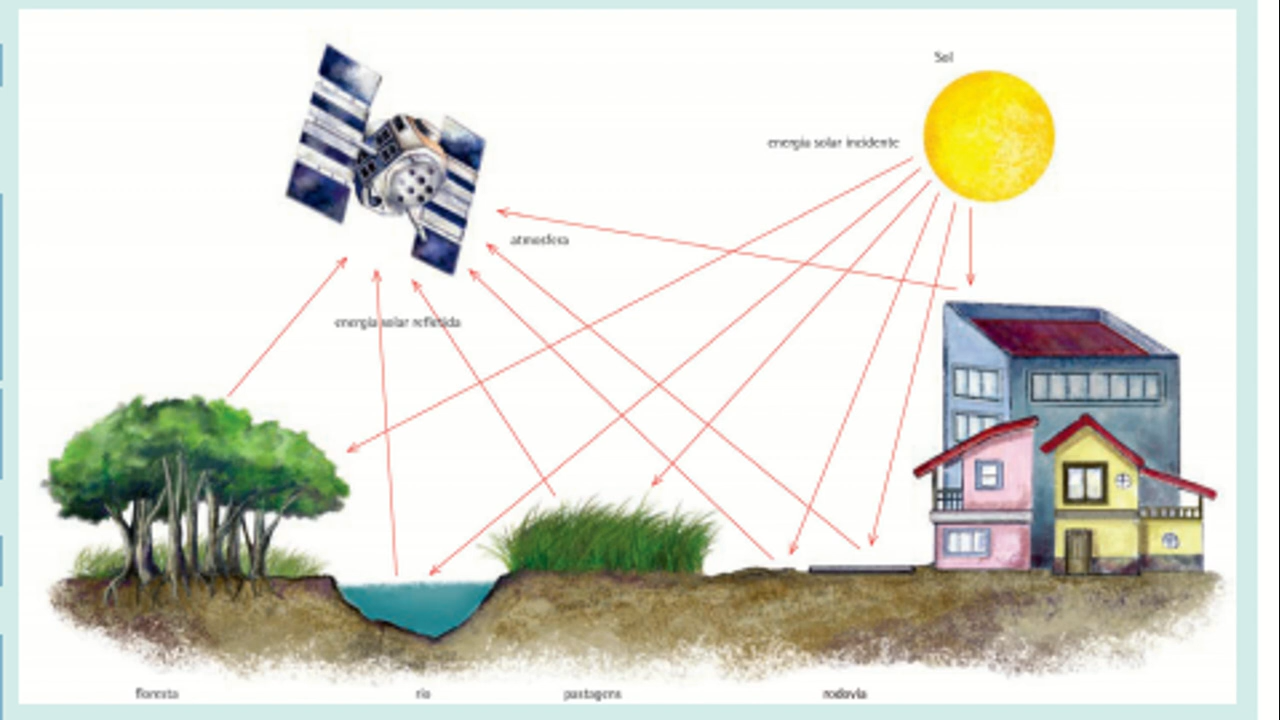 Sol
energia solar incidente
atmosfera
energia solar refletida
floresta
rio
pastagens
rodovia